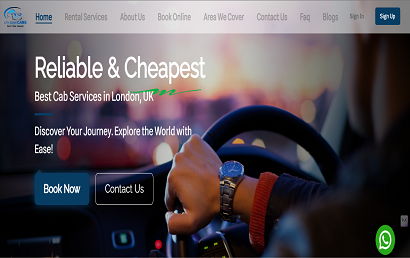 Home Rental Services About Us Book Online Area We Cover Contact Us Faq Blogs Sign In Sign Up
Reliable & Cheapest
Best Cab Services in London, UK
Discover Your Journey. Explore the World with
Ease!
Book Now Contact Us